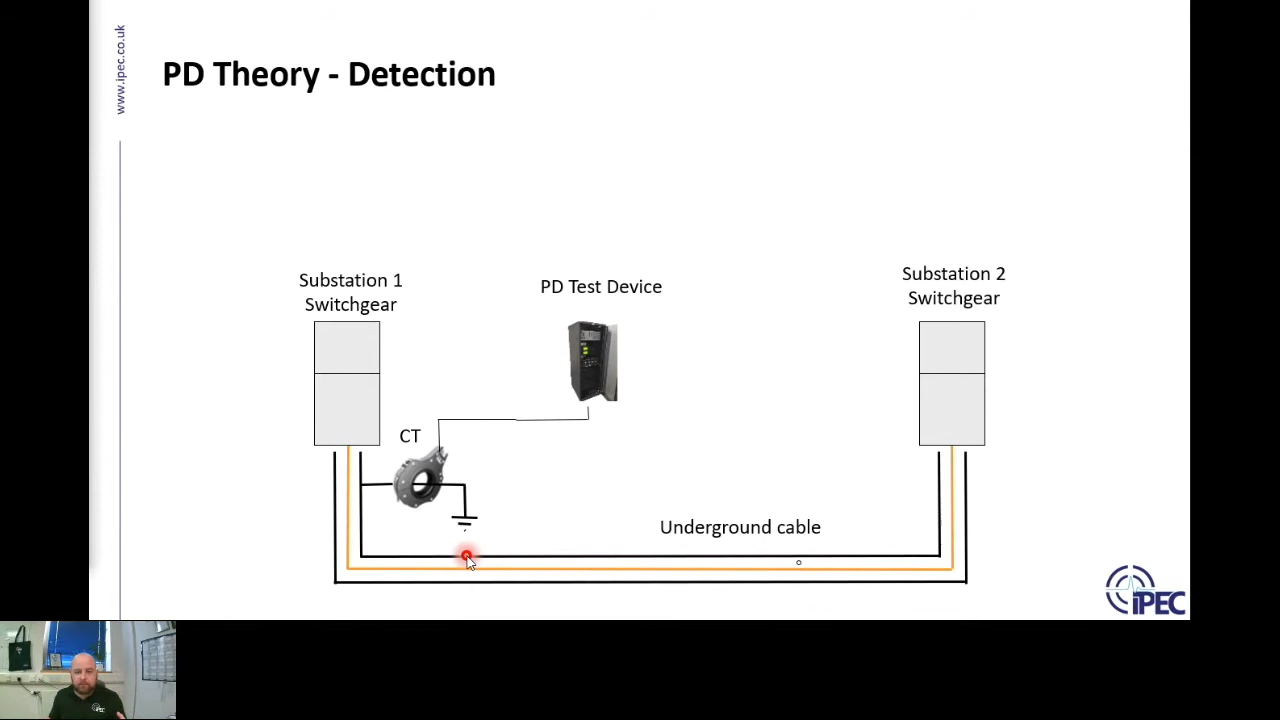 www.ipec.co.uk
PD Theory - Detection
Substation 1
Switchgear
PD Test Device
Substation 2
Switchgear
CT
Underground cable
iPEC